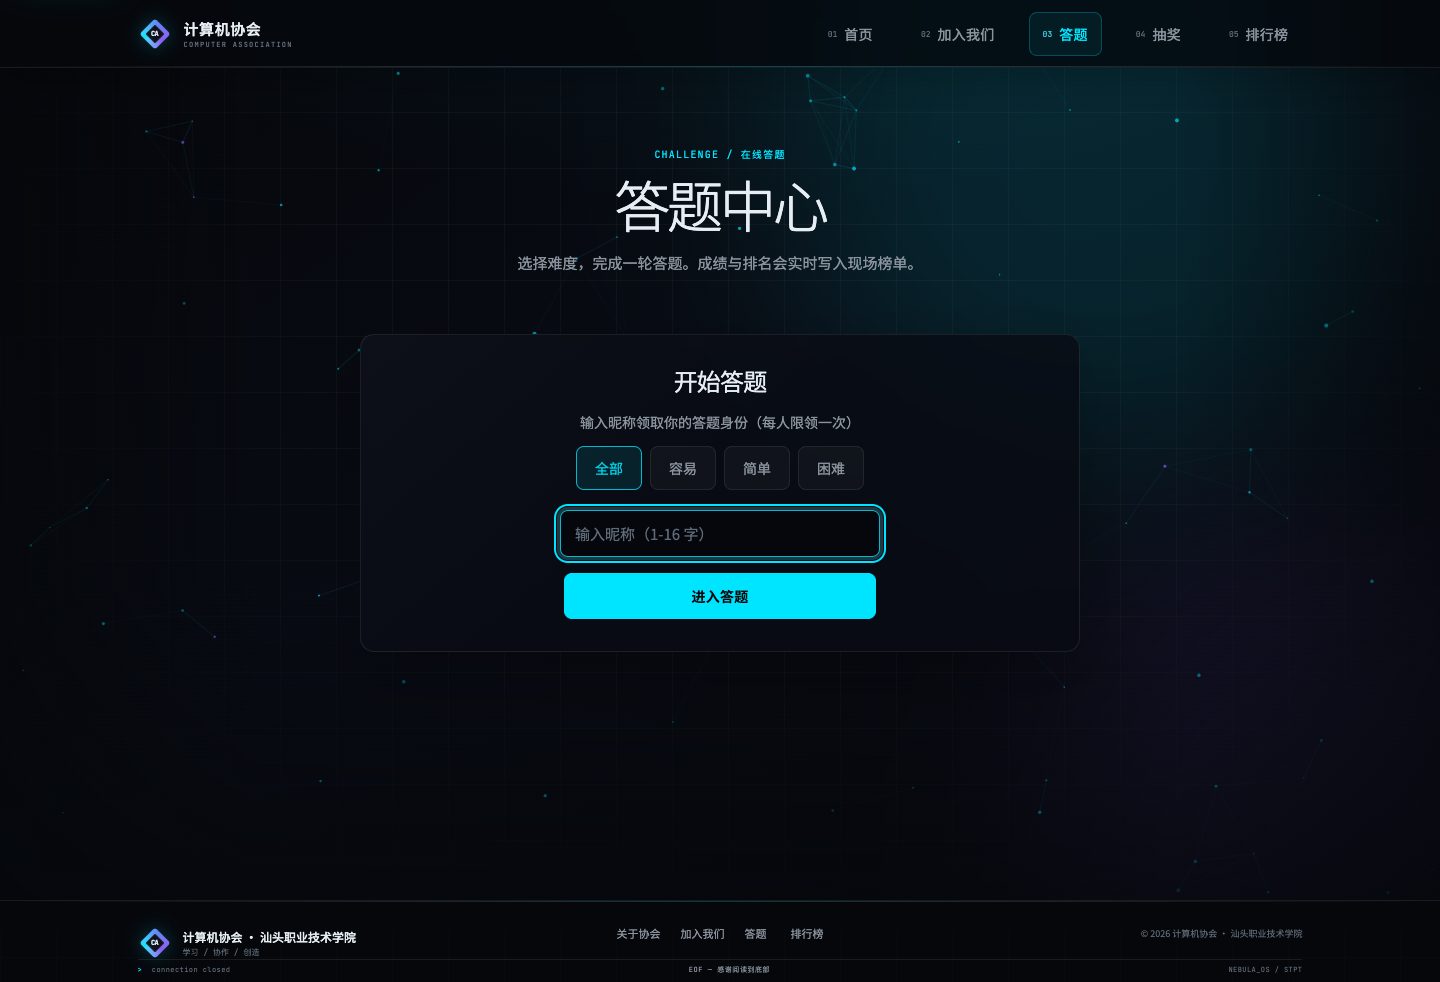 CA
计算机协会
COMPUTER ASSOCIATION
01 首页
02 加入我们
03 答题
04 抽奖
05 排行榜
CHALLENGE / 在线答题
答题中心
选择难度，完成一轮答题。成绩与排名会实时写入现场榜单。
开始答题
输入昵称领取你的答题身份（每人限领一次）
全部
容易
简单
困难
输入昵称（1-16 字）
进入答题
CA
计算机协会 · 汕头职业技术学院
学习 / 协作 / 创造
关于协会
加入我们
答题
排行榜
© 2026 计算机协会 · 汕头职业技术学院
> connection closed
EOF — 感谢阅读到底部
NEBULA_OS / STPT